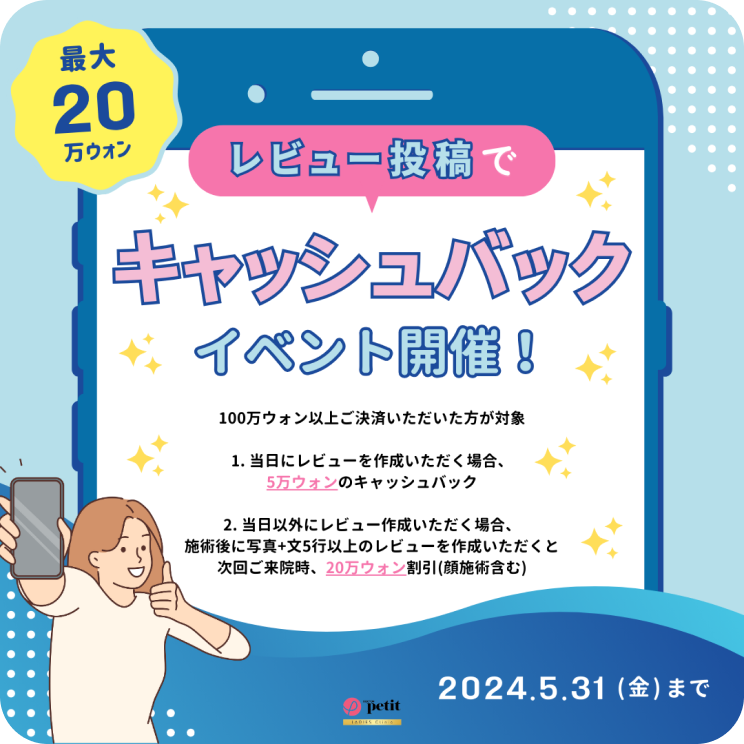 最大
20
万ウォン
レビュー投稿で
キャッシュバック
イベント開催！
100万ウォン以上ご決済いただいた方が対象
1. 当日にレビューを作成いただく場合、
5万ウォンのキャッシュバック
2. 当日以外にレビュー作成いただく場合、
施術後に写真+文5行以上のレビューを作成いただくと
次回ご来院時、20万ウォン割引(顔施術含む)
2024.5.31 (金)まで
petit